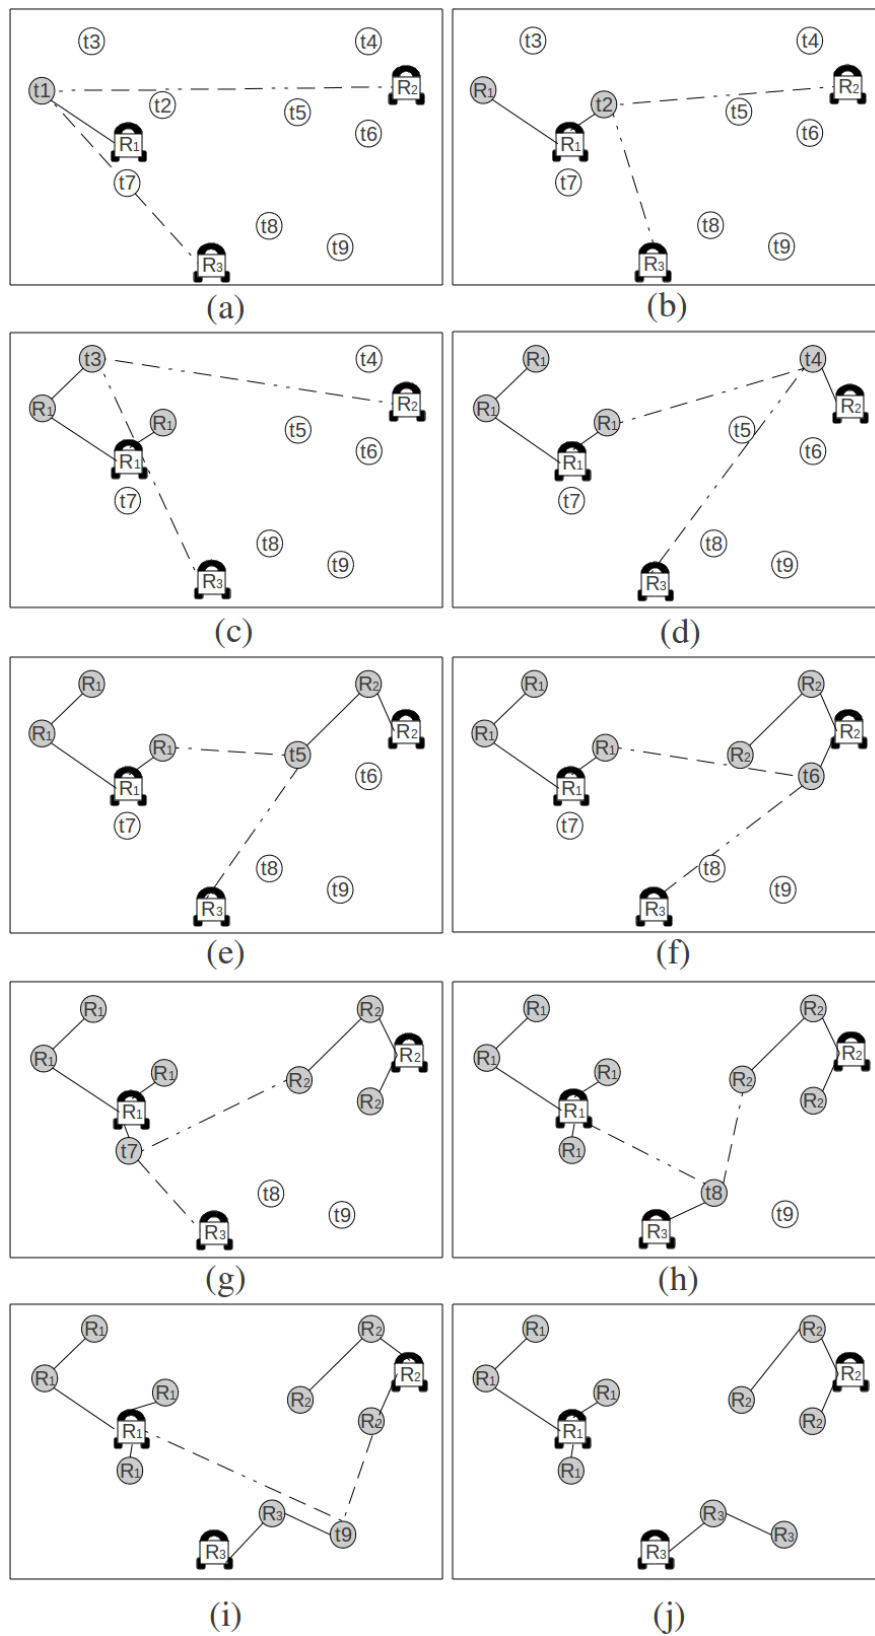 t3 t4 t3 t4
t1 t2 t5 R2 R1 t2 t5 R2
R1 t6 R1 t6
t7 t7
t8 t9 t8 t9
R3 R3
(a) (b)
t3 t4 R1 t4
R1 R1 t5 R2 R1 R1 t5 R2
R1 t6 R1 t6
t7 t7
t8 t9 t8 t9
R3 R3
(c) (d)
R1 R2 R1 R2
R1 R1 t5 R2 R1 R1 R2 R2
R1 t6 R1 t6
t7 t7
t8 t9 t8 t9
R3 R3
(e) (f)
R1 R2 R1 R2
R1 R1 R2 R2 R1 R1 R2 R2
R1 R2 R1 R2
t7 R1
t8 t9 t8 t9
R3 R3
(g) (h)
R1 R2 R1 R2
R1 R1 R2 R2 R1 R1 R2 R2
R1 R2 R1 R2
R1 R1
R3 t9 R3 R3
R3 R3
(i) (j)